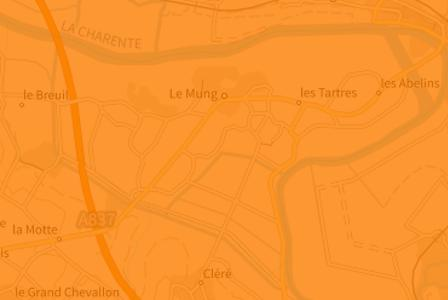 LA CHARENTE
les Abelins
le Breuil
Le Mung
les Tartres
A837
la Motte
Cléré
le Grand Chevallon